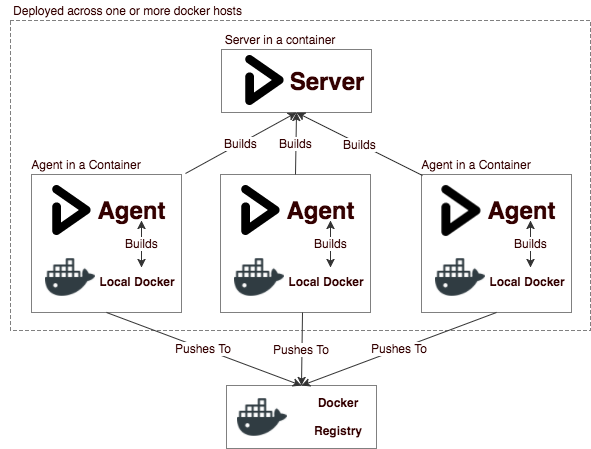 Deployed across one or more docker hosts
Server in a container
Server
Builds
Builds
Builds
Agent in a Container
Agent in a Container
Agent
Agent
Agent
Builds
Builds
Builds
Local Docker
Local Docker
Local Docker
Pushes To
Pushes To
Pushes To
Docker
Registry